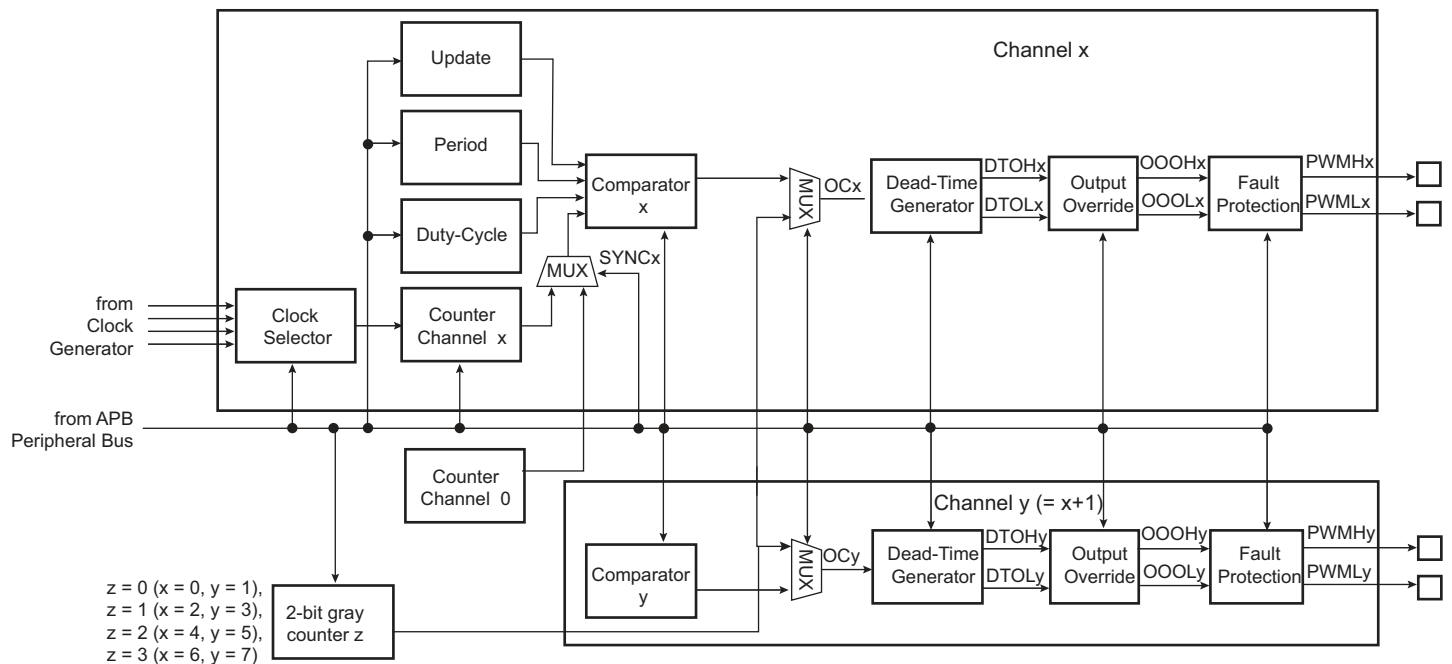 Channel x
Update
Period
Duty-Cycle
Comparator
x
MUX
SYNCx
MUX
OCx
Dead-Time
Generator
DTOHx
DTOLx
Output
Override
OOOHx
OOOLx
Fault
Protection
PWMHx
PWMLx
from
Clock
Generator
Clock
Selector
Counter
Channel x
from APB
Peripheral Bus
Counter
Channel 0
Channel y (= x+1)
Comparator
y
MUX
OCy
Dead-Time
Generator
DTOHy
DTOLy
Output
Override
OOOHy
OOOLy
Fault
Protection
PWMHy
PWMLy
z = 0 (x = 0, y = 1),
z = 1 (x = 2, y = 3),
z = 2 (x = 4, y = 5),
z = 3 (x = 6, y = 7)
2-bit gray
counter z